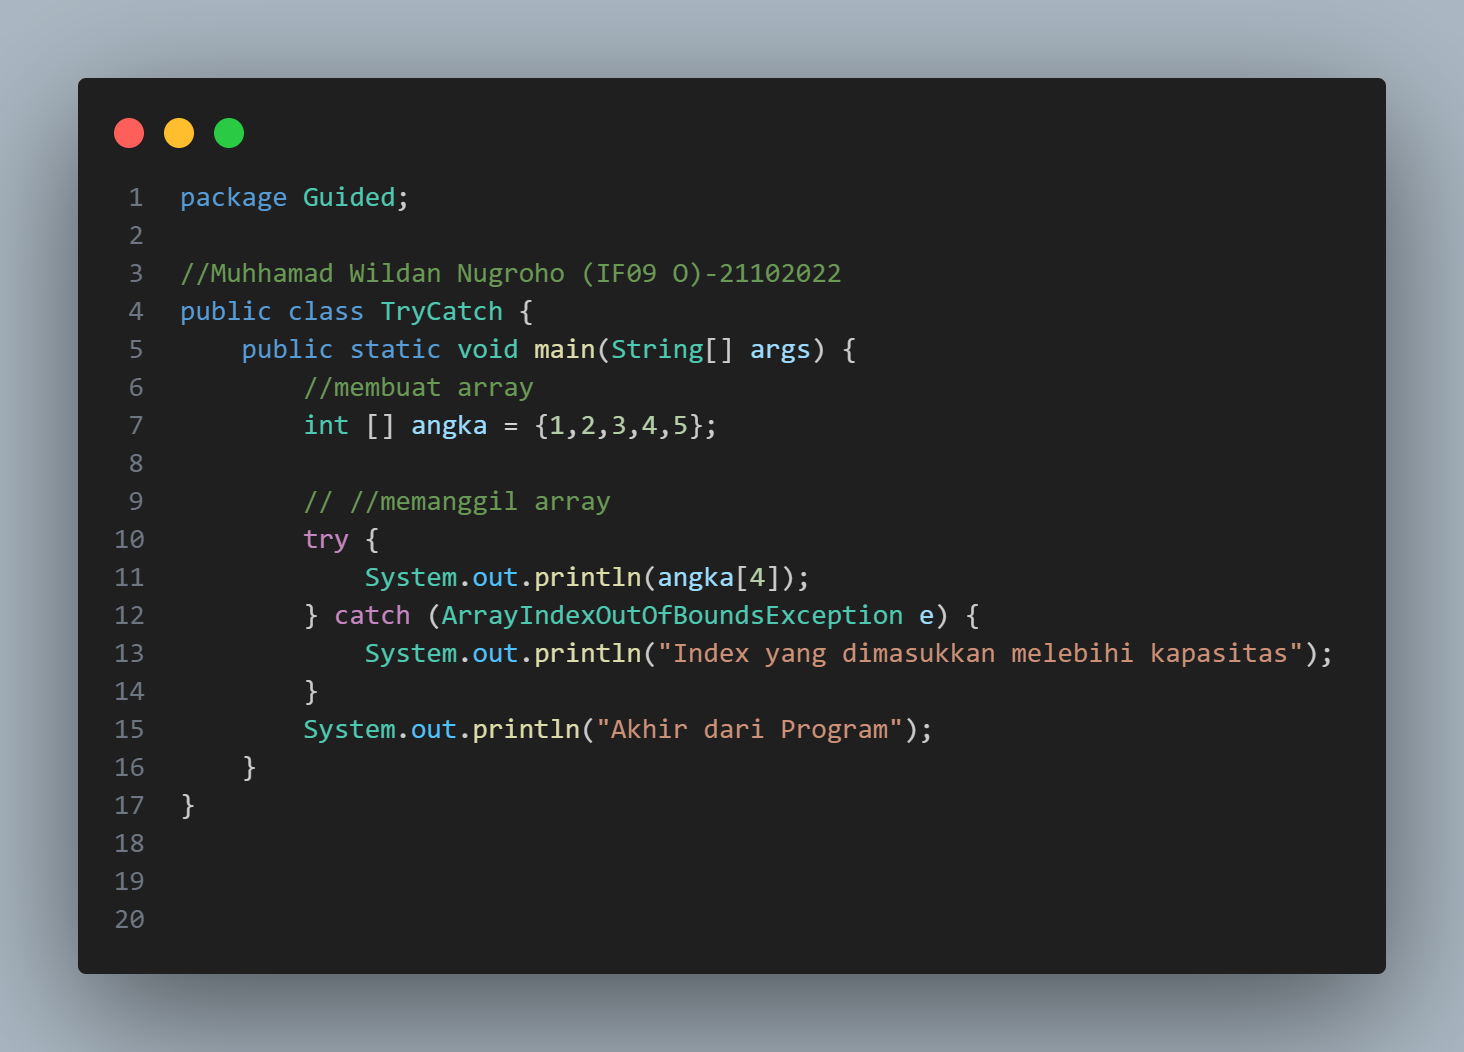 1 package Guided;
2
3 //Muhhamad Wildan Nugroho (IF09 O)-21102022
4 public class TryCatch {
5     public static void main(String[] args) {
6         //membuat array
7         int [] angka = {1,2,3,4,5};
8
9         // //memanggil array
10         try {
11             System.out.println(angka[4]);
12         } catch (ArrayIndexOutOfBoundsException e) {
13             System.out.println("Index yang dimasukkan melebihi kapasitas");
14         }
15         System.out.println("Akhir dari Program");
16     }
17 }
18
19
20